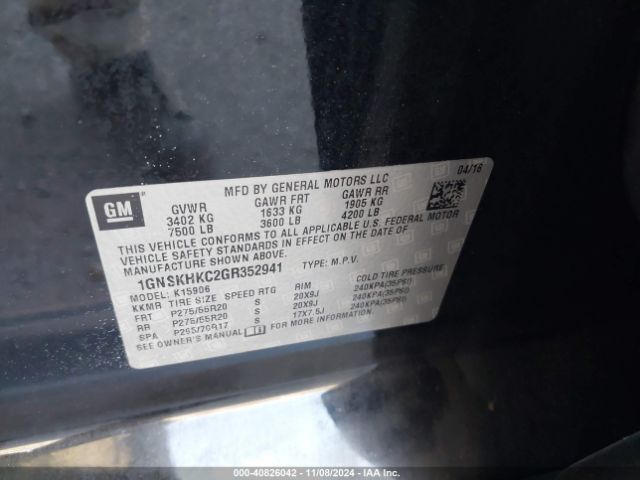 GM
MFD BY GENERAL MOTORS LLC
04/16
GVWR GAWR FRT GAWR RR
3402 KG 1633 KG 1905 KG
7500 LB 3600 LB 4200 LB
THIS VEHICLE CONFORMS TO ALL APPLICABLE U.S. FEDERAL MOTOR
VEHICLE SAFETY STANDARDS IN EFFECT ON THE DATE OF
MANUFACTURE SHOWN ABOVE.
1GNSKHKC2GR352941 TYPE: M.P.V.
MODEL: K15906
KKMR TIRE SIZE SPEED RTG RIM COLD TIRE PRESSURE
FRT P275/55R20 S 20X9J 240KPA(35PSI)
RR P275/55R20 S 20X9J 240KPA(35PSI)
SPA P265/70R17 S 17X7.5J 240KPA(35PSI)
SEE OWNER'S MANUAL FOR MORE INFORMATION.
000-40826042 - 11/08/2024 - IAA Inc.